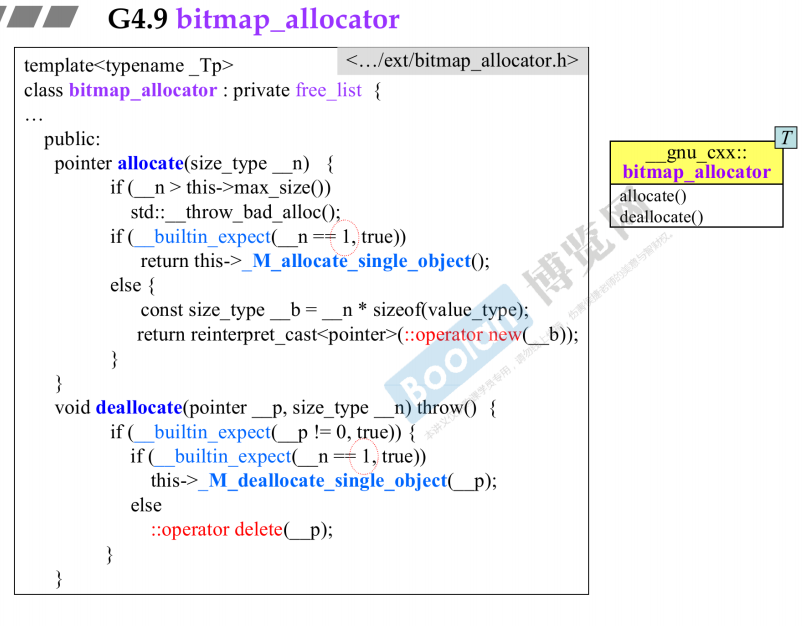 G4.9 bitmap_allocator
<…/ext/bitmap_allocator.h>
template<typename _Tp>
class bitmap_allocator : private free_list {
…
public:
pointer allocate(size_type __n) {
if (__n > this->max_size())
std::__throw_bad_alloc();
if (__builtin_expect(__n == 1, true))
return this->_M_allocate_single_object();
else {
const size_type __b = __n * sizeof(value_type);
return reinterpret_cast<pointer>(::operator new(__b));
}
}
void deallocate(pointer __p, size_type __n) throw() {
if (__builtin_expect(__p != 0, true)) {
if (__builtin_expect(__n == 1, true))
this->_M_deallocate_single_object(__p);
else
::operator delete(__p);
}
}
T
__gnu_cxx::
bitmap_allocator
allocate()
deallocate()
Boolan 博览网